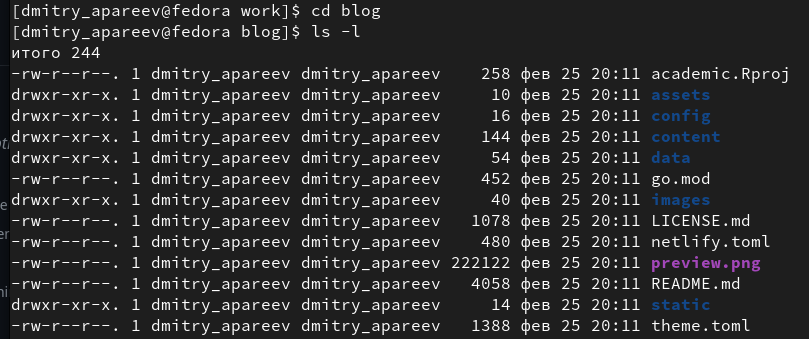 [dmitry_apareev@fedora work]$ cd blog
[dmitry_apareev@fedora blog]$ ls -l
итого 244
-rw-r--r--. 1 dmitry_apareev dmitry_apareev    258 фев 25 20:11 academic.Rproj
drwxr-xr-x. 1 dmitry_apareev dmitry_apareev     10 фев 25 20:11 assets
drwxr-xr-x. 1 dmitry_apareev dmitry_apareev     16 фев 25 20:11 config
drwxr-xr-x. 1 dmitry_apareev dmitry_apareev    144 фев 25 20:11 content
drwxr-xr-x. 1 dmitry_apareev dmitry_apareev     54 фев 25 20:11 data
-rw-r--r--. 1 dmitry_apareev dmitry_apareev    452 фев 25 20:11 go.mod
drwxr-xr-x. 1 dmitry_apareev dmitry_apareev     40 фев 25 20:11 images
-rw-r--r--. 1 dmitry_apareev dmitry_apareev   1078 фев 25 20:11 LICENSE.md
-rw-r--r--. 1 dmitry_apareev dmitry_apareev    480 фев 25 20:11 netlify.toml
-rw-r--r--. 1 dmitry_apareev dmitry_apareev 222122 фев 25 20:11 preview.png
-rw-r--r--. 1 dmitry_apareev dmitry_apareev   4058 фев 25 20:11 README.md
drwxr-xr-x. 1 dmitry_apareev dmitry_apareev     14 фев 25 20:11 static
-rw-r--r--. 1 dmitry_apareev dmitry_apareev   1388 фев 25 20:11 theme.toml